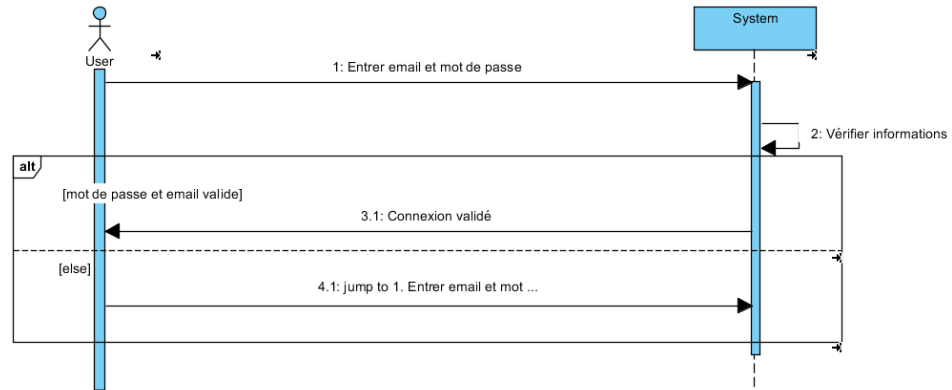 System
User
1: Entrer email et mot de passe
2: Vérifier informations
alt
[mot de passe et email valide]
3.1: Connexion validé
[else]
4.1: jump to 1. Entrer email et mot ...